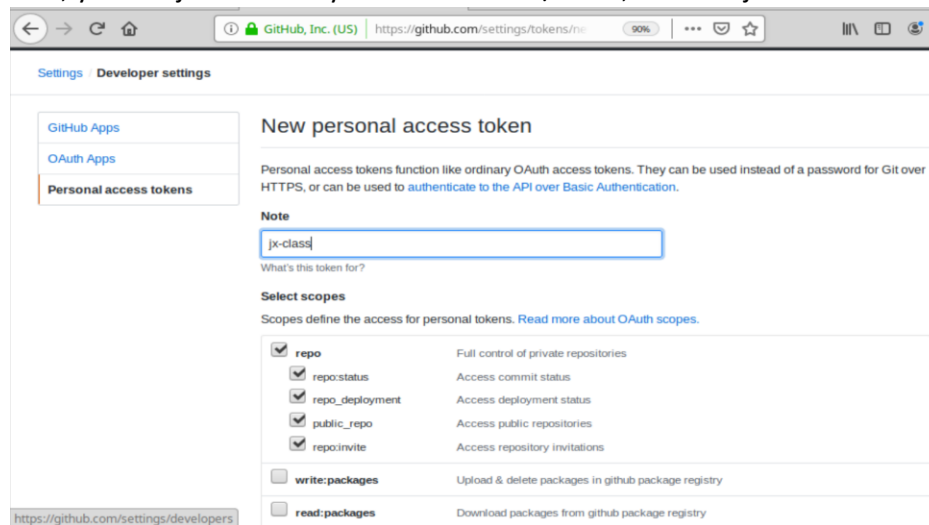 GitHub, Inc. (US) https://github.com/settings/tokens/ne 90%
Settings / Developer settings
GitHub Apps
OAuth Apps
Personal access tokens
New personal access token
Personal access tokens function like ordinary OAuth access tokens. They can be used instead of a password for Git over
HTTPS, or can be used to authenticate to the API over Basic Authentication.
Note
jx-class
What's this token for?
Select scopes
Scopes define the access for personal tokens. Read more about OAuth scopes.
repo Full control of private repositories
repo:status Access commit status
repo_deployment Access deployment status
public_repo Access public repositories
repo:invite Access repository invitations
write:packages Upload & delete packages in github package registry
read:packages Download packages from github package registry
https://github.com/settings/developers